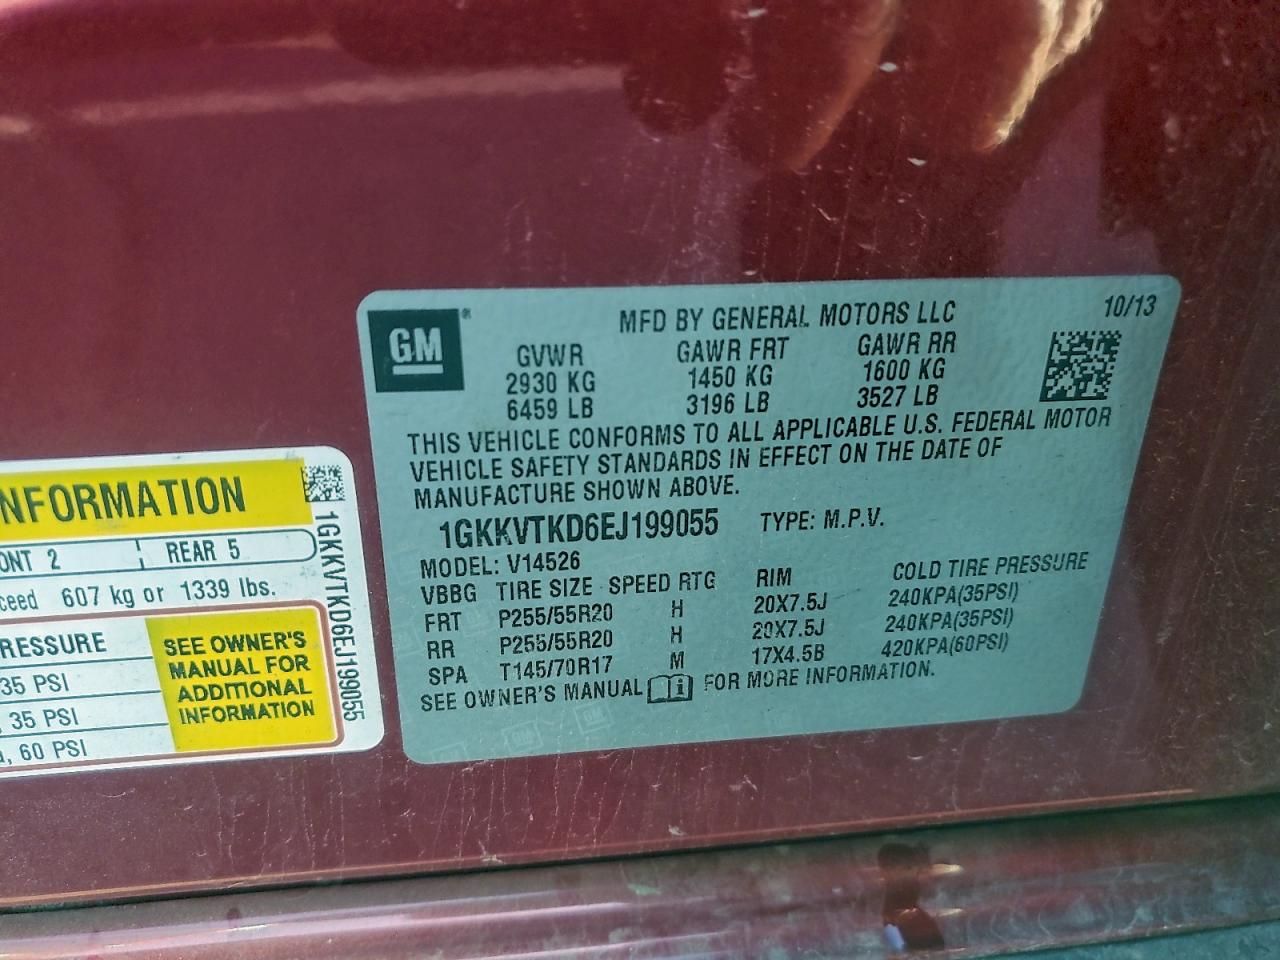 GM®
MFD BY GENERAL MOTORS LLC
10/13
GVWR GAWR FRT GAWR RR
2930 KG 1450 KG 1600 KG
6459 LB 3196 LB 3527 LB
THIS VEHICLE CONFORMS TO ALL APPLICABLE U.S. FEDERAL MOTOR
VEHICLE SAFETY STANDARDS IN EFFECT ON THE DATE OF
MANUFACTURE SHOWN ABOVE.
1GKKVTKD6EJ199055 TYPE: M.P.V.
MODEL: V14526
VBBG TIRE SIZE SPEED RTG RIM COLD TIRE PRESSURE
FRT P255/55R20 H 20X7.5J 240KPA(35PSI)
RR P255/55R20 H 20X7.5J 240KPA(35PSI)
SPA T145/70R17 M 17X4.5B 420KPA(60PSI)
SEE OWNER'S MANUAL FOR MORE INFORMATION.
NFORMATION
ONT 2 REAR 5
ceed 607 kg or 1339 lbs.
RESSURE
35 PSI
, 35 PSI
, 60 PSI
SEE OWNER'S
MANUAL FOR
ADDITIONAL
INFORMATION
1GKKVTKD6EJ199055